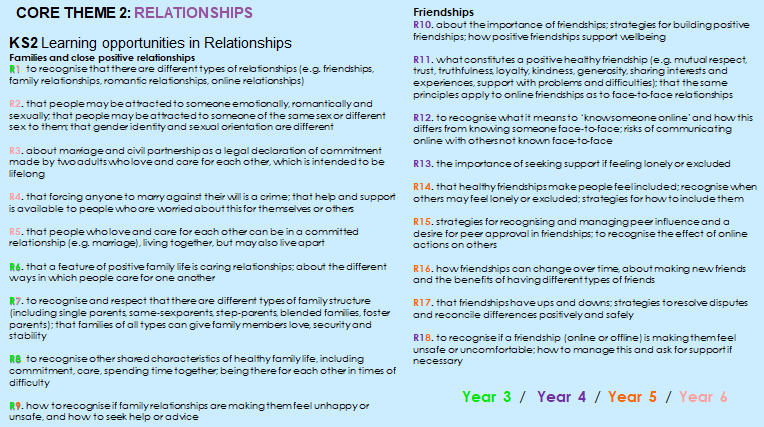 CORE THEME 2: RELATIONSHIPS
KS2 Learning opportunities in Relationships
Families and close positive relationships
R1. to recognise that there are different types of relationships (e.g. friendships,
family relationships, romantic relationships, online relationships)
R2. that people may be attracted to someone emotionally, romantically and
sexually; that people may be attracted to someone of the same sex or different
sex to them; that gender identity and sexual orientation are different
R3. about marriage and civil partnership as a legal declaration of commitment
made by two adults who love and care for each other, which is intended to be
lifelong
R4. that forcing anyone to marry against their will is a crime; that help and support
is available to people who are worried about this for themselves or others
R5. that people who love and care for each other can be in a committed
relationship (e.g. marriage), living together, but may also live apart
R6. that a feature of positive family life is caring relationships; about the different
ways in which people care for one another
R7. to recognise and respect that there are different types of family structure
(including single parents, same-sexparents, step-parents, blended families, foster
parents); that families of all types can give family members love, security and
stability
R8 to recognise other shared characteristics of healthy family life, including
commitment, care, spending time together; being there for each other in times of
difficulty
R9. how to recognise if family relationships are making them feel unhappy or
unsafe, and how to seek help or advice
Friendships
R10. about the importance of friendships; strategies for building positive
friendships; how positive friendships support wellbeing
R11. what constitutes a positive healthy friendship (e.g. mutual respect,
trust, truthfulness, loyalty, kindness, generosity, sharing interests and
experiences, support with problems and difficulties); that the same
principles apply to online friendships as to face-to-face relationships
R12. to recognise what it means to 'know someone online' and how this
differs from knowing someone face-to-face; risks of communicating
online with others not known face-to-face
R13. the importance of seeking support if feeling lonely or excluded
R14. that healthy friendships make people feel included; recognise when
others may feel lonely or excluded; strategies for how to include them
R15. strategies for recognising and managing peer influence and a
desire for peer approval in friendships; to recognise the effect of online
actions on others
R16. how friendships can change over time, about making new friends
and the benefits of having different types of friends
R17. that friendships have ups and downs; strategies to resolve disputes
and reconcile differences positively and safely
R18. to recognise if a friendship (online or offline) is making them feel
unsafe or uncomfortable; how to manage this and ask for support if
necessary
Year 3 / Year 4 / Year 5 / Year 6